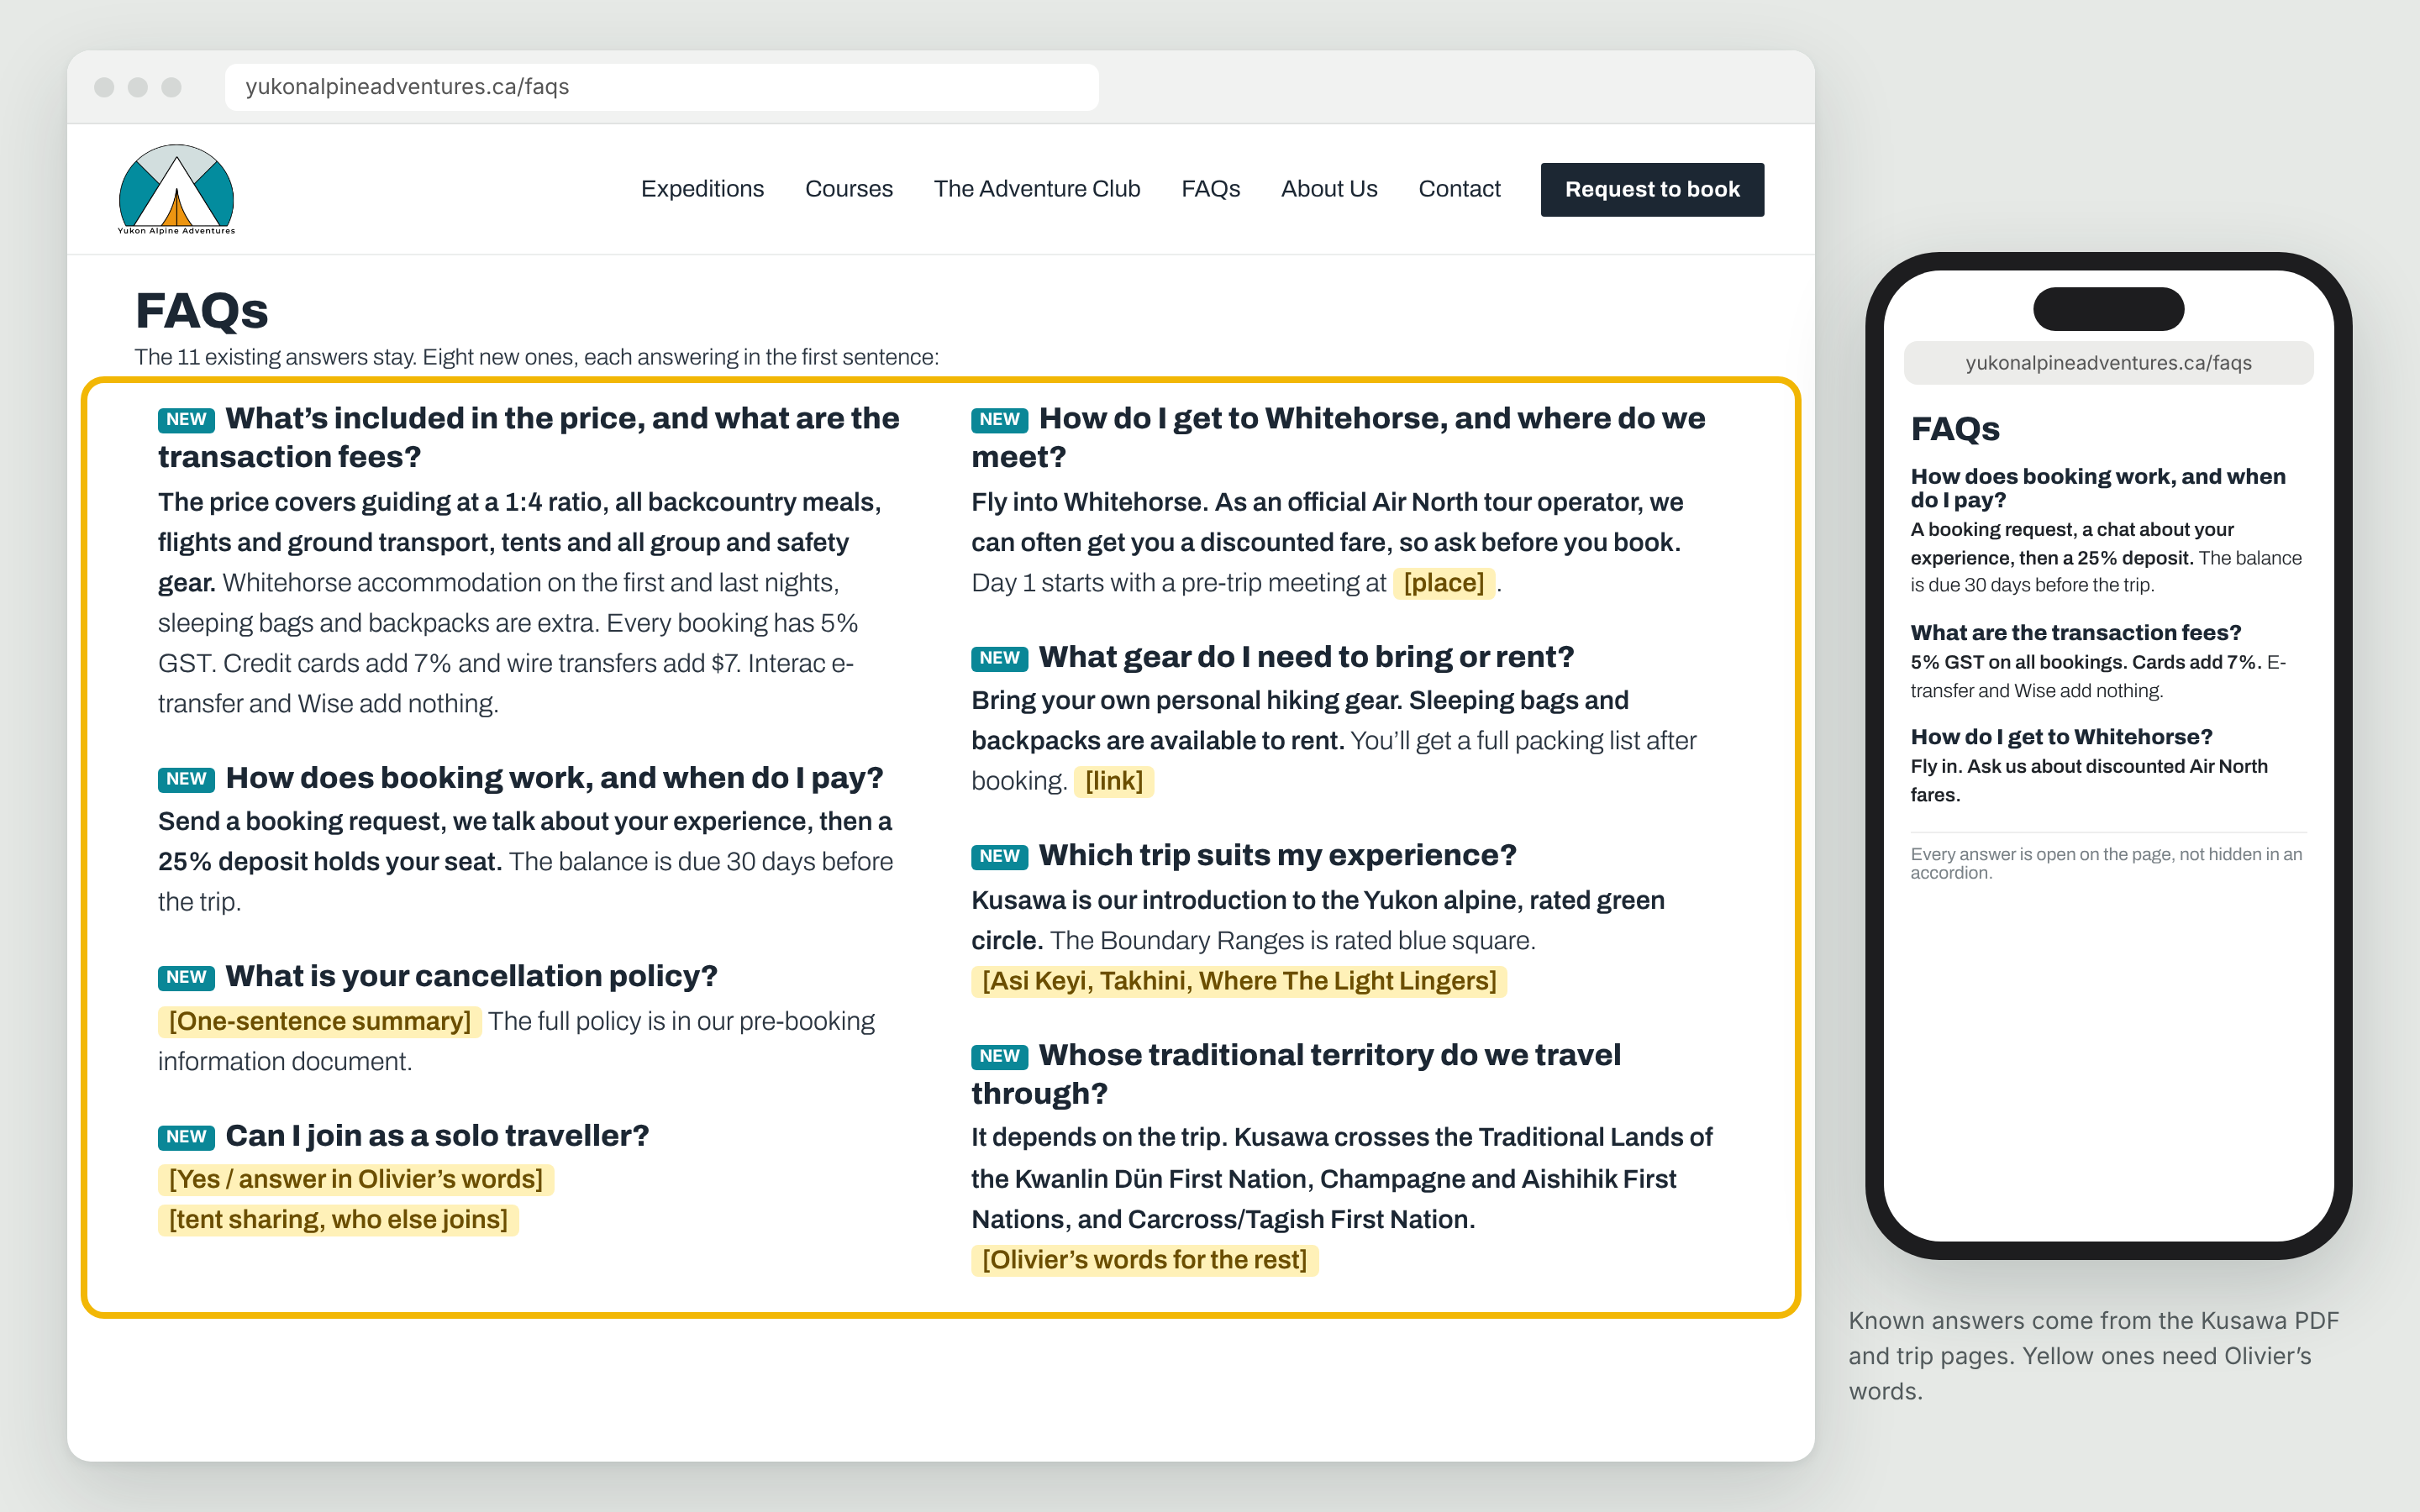 yukonalpineadventures.ca/faqs
Yukon Alpine Adventures
Expeditions Courses The Adventure Club FAQs About Us Contact Request to book
FAQs
The 11 existing answers stay. Eight new ones, each answering in the first sentence:
NEW What’s included in the price, and what are the
transaction fees?
The price covers guiding at a 1:4 ratio, all backcountry meals,
flights and ground transport, tents and all group and safety
gear. Whitehorse accommodation on the first and last nights,
sleeping bags and backpacks are extra. Every booking has 5%
GST. Credit cards add 7% and wire transfers add $7. Interac e-
transfer and Wise add nothing.
NEW How does booking work, and when do I pay?
Send a booking request, we talk about your experience, then a
25% deposit holds your seat. The balance is due 30 days before
the trip.
NEW What is your cancellation policy?
[One-sentence summary] The full policy is in our pre-booking
information document.
NEW Can I join as a solo traveller?
[Yes / answer in Olivier’s words]
[tent sharing, who else joins]
NEW How do I get to Whitehorse, and where do we
meet?
Fly into Whitehorse. As an official Air North tour operator, we
can often get you a discounted fare, so ask before you book.
Day 1 starts with a pre-trip meeting at [place].
NEW What gear do I need to bring or rent?
Bring your own personal hiking gear. Sleeping bags and
backpacks are available to rent. You’ll get a full packing list after
booking. [link]
NEW Which trip suits my experience?
Kusawa is our introduction to the Yukon alpine, rated green
circle. The Boundary Ranges is rated blue square.
[Asi Keyi, Takhini, Where The Light Lingers]
NEW Whose traditional territory do we travel
through?
It depends on the trip. Kusawa crosses the Traditional Lands of
the Kwanlin Dün First Nation, Champagne and Aishihik First
Nations, and Carcross/Tagish First Nation.
[Olivier’s words for the rest]
yukonalpineadventures.ca/faqs
FAQs
How does booking work, and when
do I pay?
A booking request, a chat about your
experience, then a 25% deposit. The balance
is due 30 days before the trip.
What are the transaction fees?
5% GST on all bookings. Cards add 7%. E-
transfer and Wise add nothing.
How do I get to Whitehorse?
Fly in. Ask us about discounted Air North
fares.
Every answer is open on the page, not hidden in an
accordion.
Known answers come from the Kusawa PDF
and trip pages. Yellow ones need Olivier’s
words.